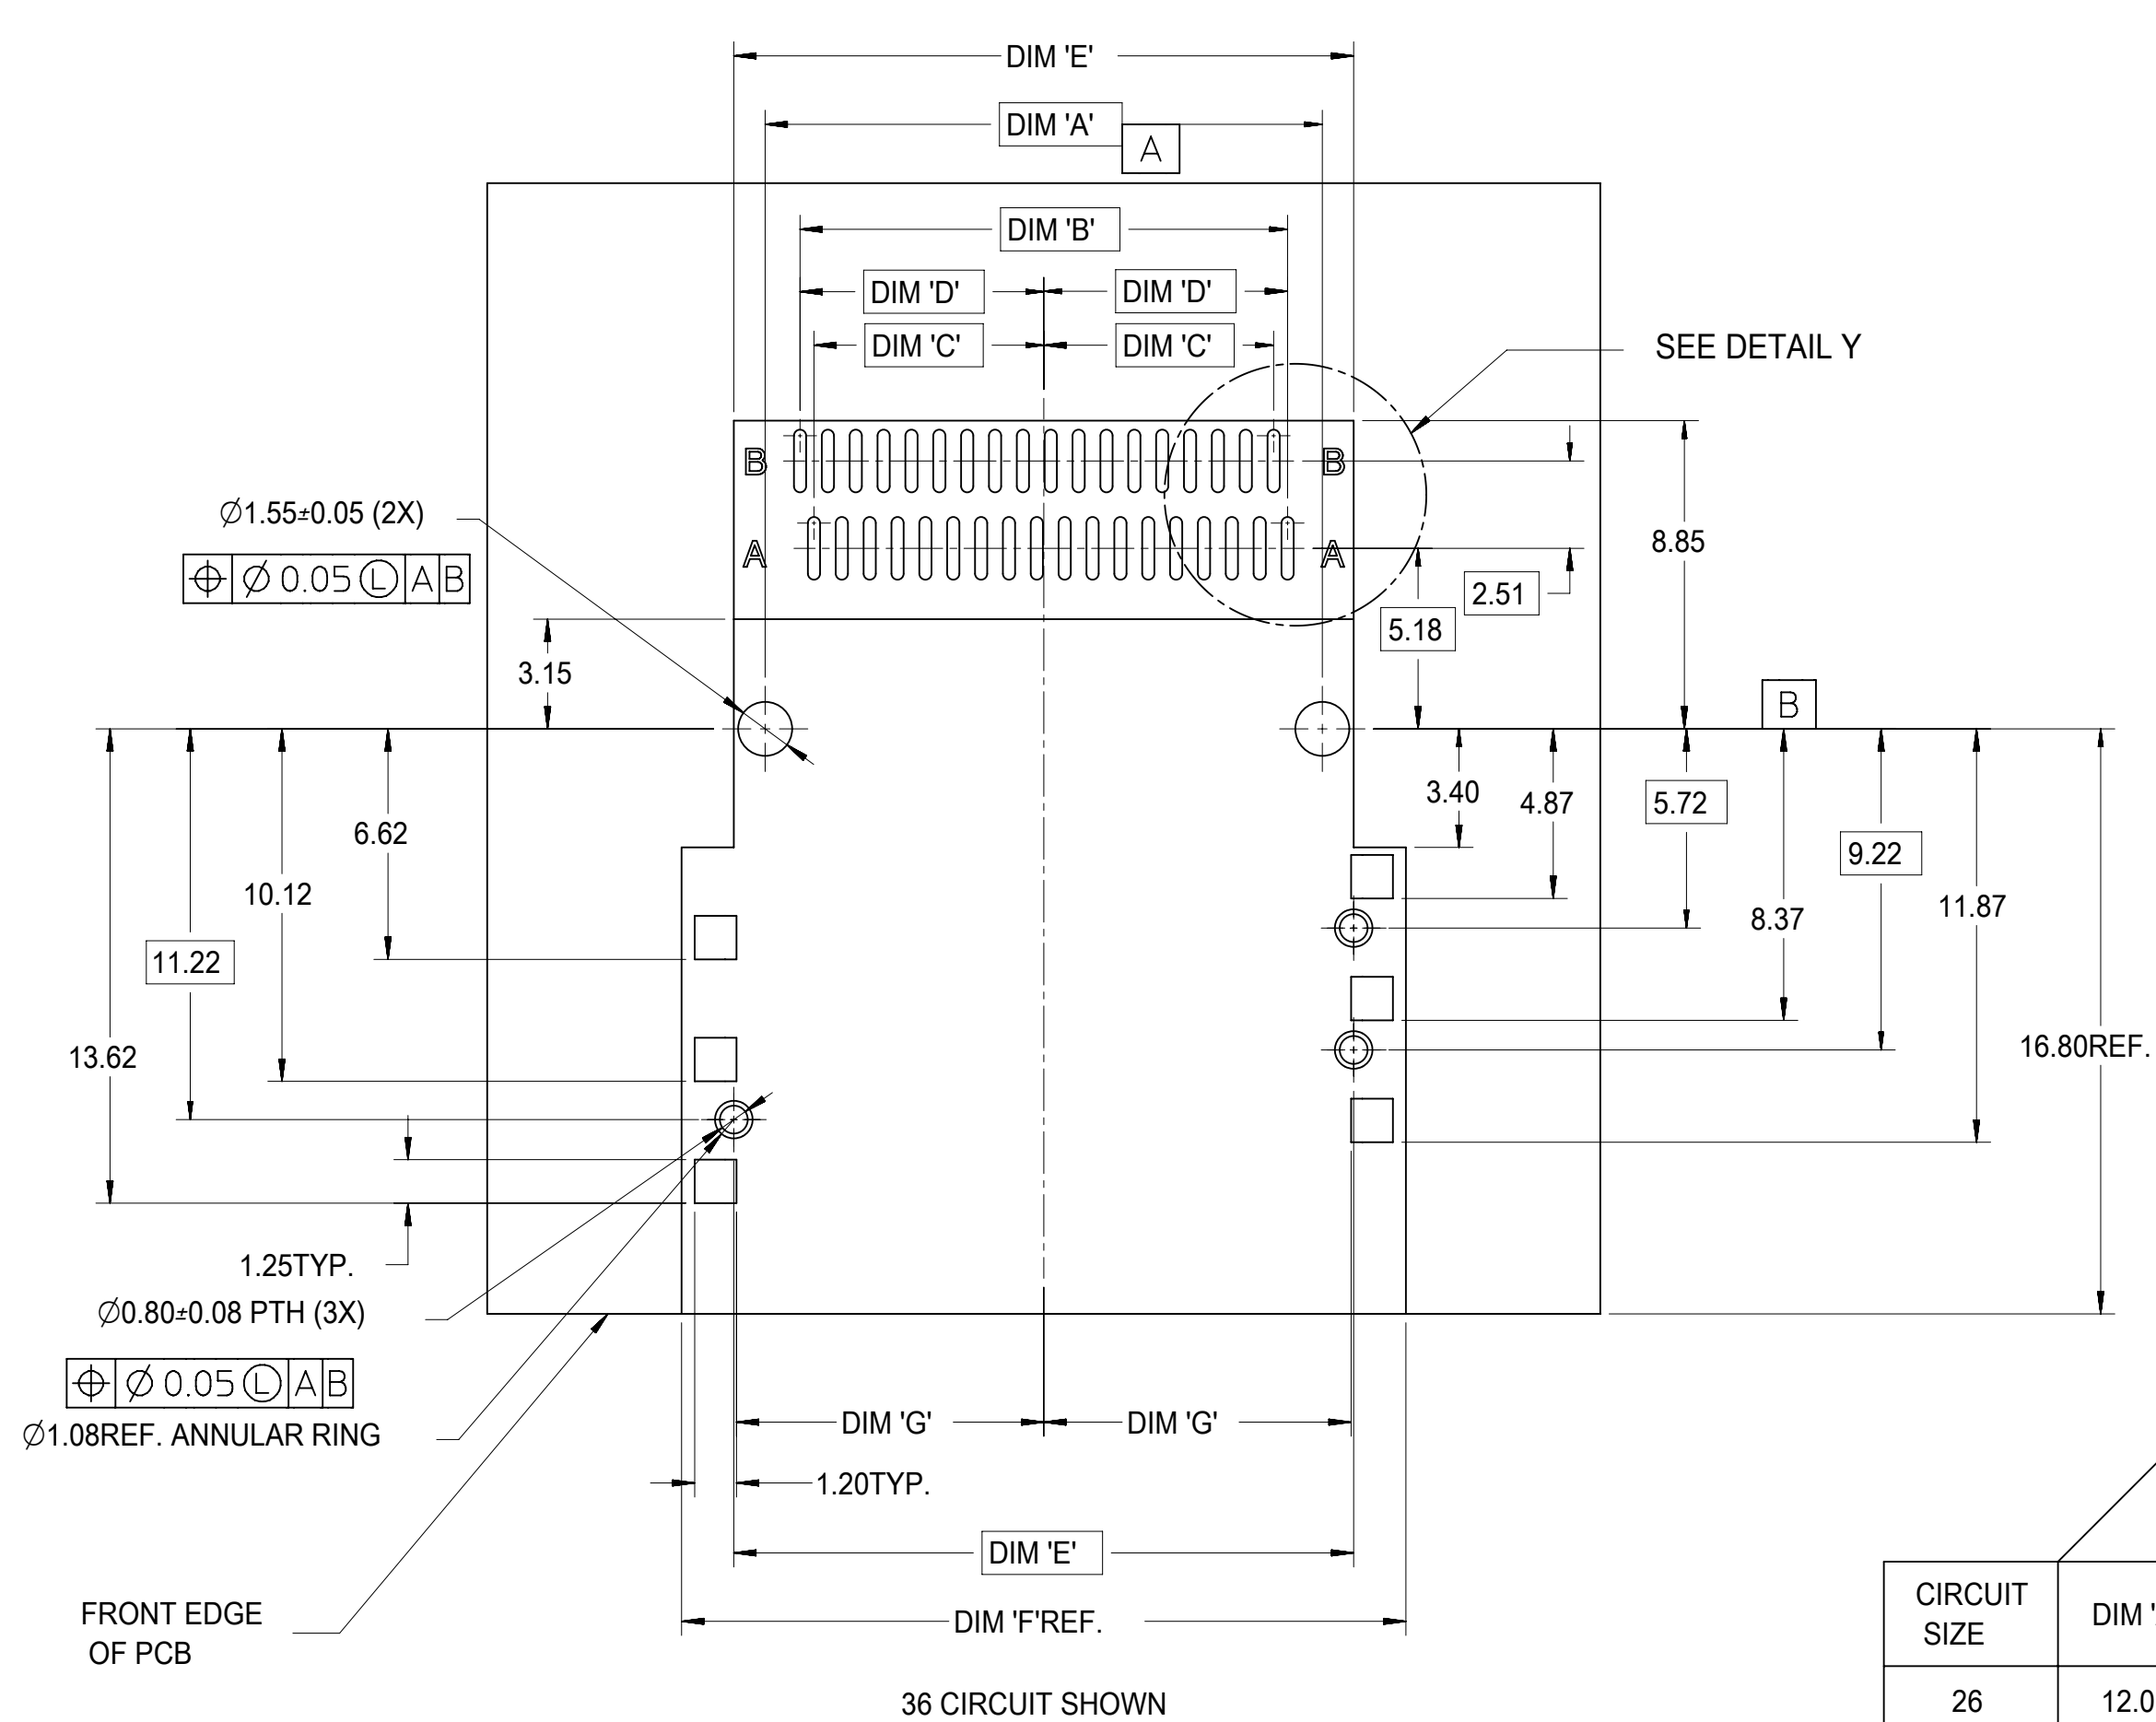 DIM 'E'
DIM 'A'
A
DIM 'B'
DIM 'D' DIM 'D'
DIM 'C' DIM 'C'
SEE DETAIL Y
B B
A A
Ø1.55±0.05 (2X)
⌖ Ø 0.05 Ⓛ A B
8.85
2.51
5.18
3.15
B
3.40
4.87
5.72
6.62
9.22
10.12
11.87
8.37
11.22
13.62
16.80REF.
1.25TYP.
Ø0.80±0.08 PTH (3X)
⌖ Ø 0.05 Ⓛ A B
Ø1.08REF. ANNULAR RING
DIM 'G' DIM 'G'
1.20TYP.
DIM 'E'
FRONT EDGE
OF PCB
DIM 'F'REF.
36 CIRCUIT SHOWN
CIRCUIT
SIZE
DIM '
26 12.0